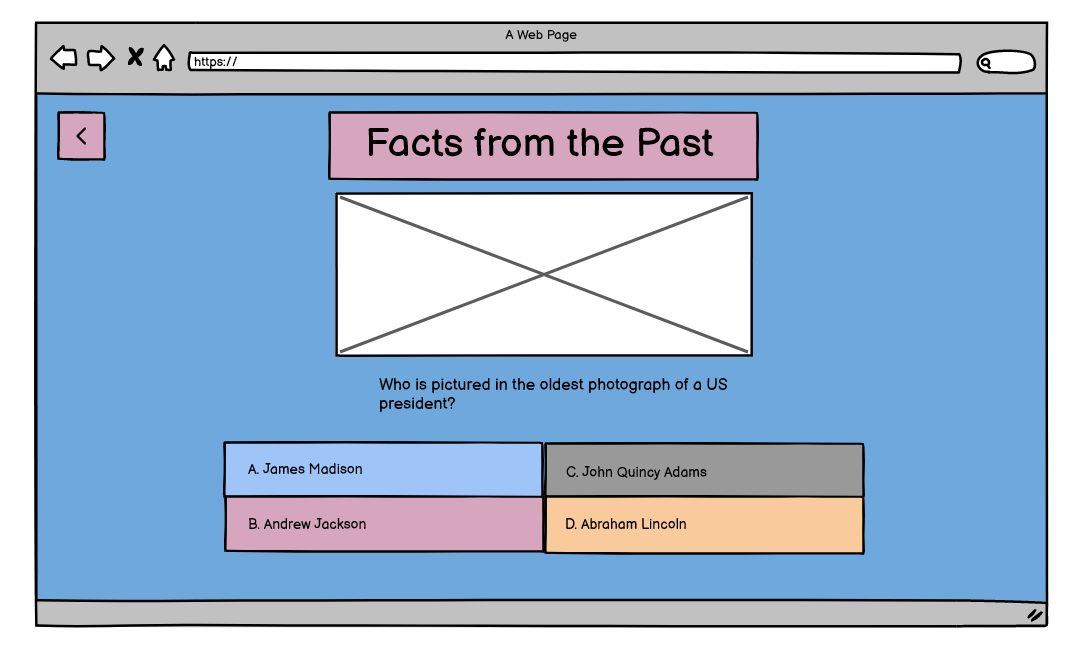 A Web Page
https://
Facts from the Past
Who is pictured in the oldest photograph of a US
president?
A. James Madison
C. John Quincy Adams
B. Andrew Jackson
D. Abraham Lincoln